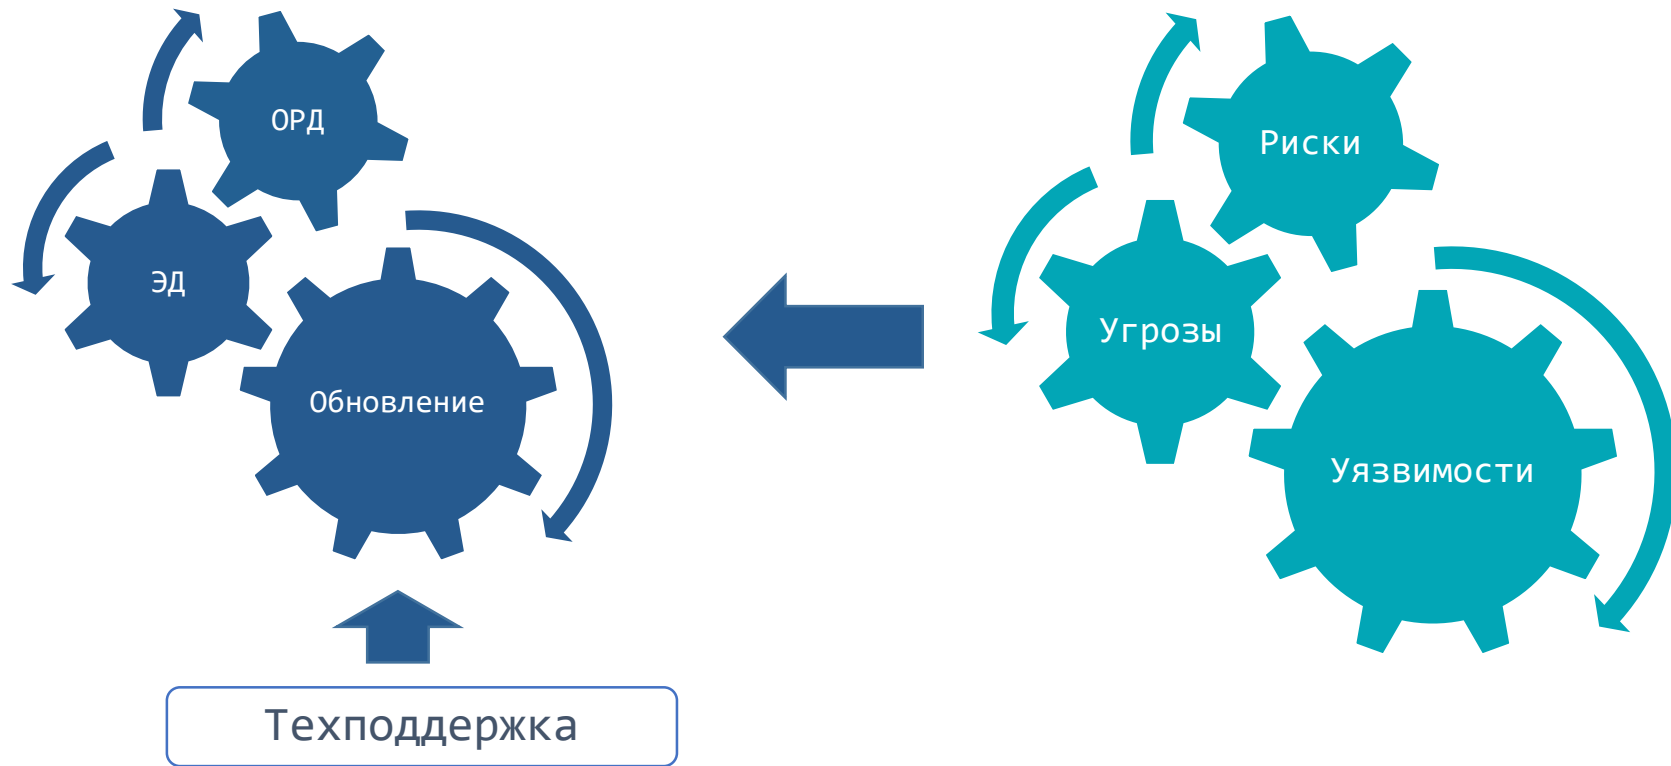 ОРД
ЭД
Обновление
Техподдержка
Риски
Угрозы
Уязвимости